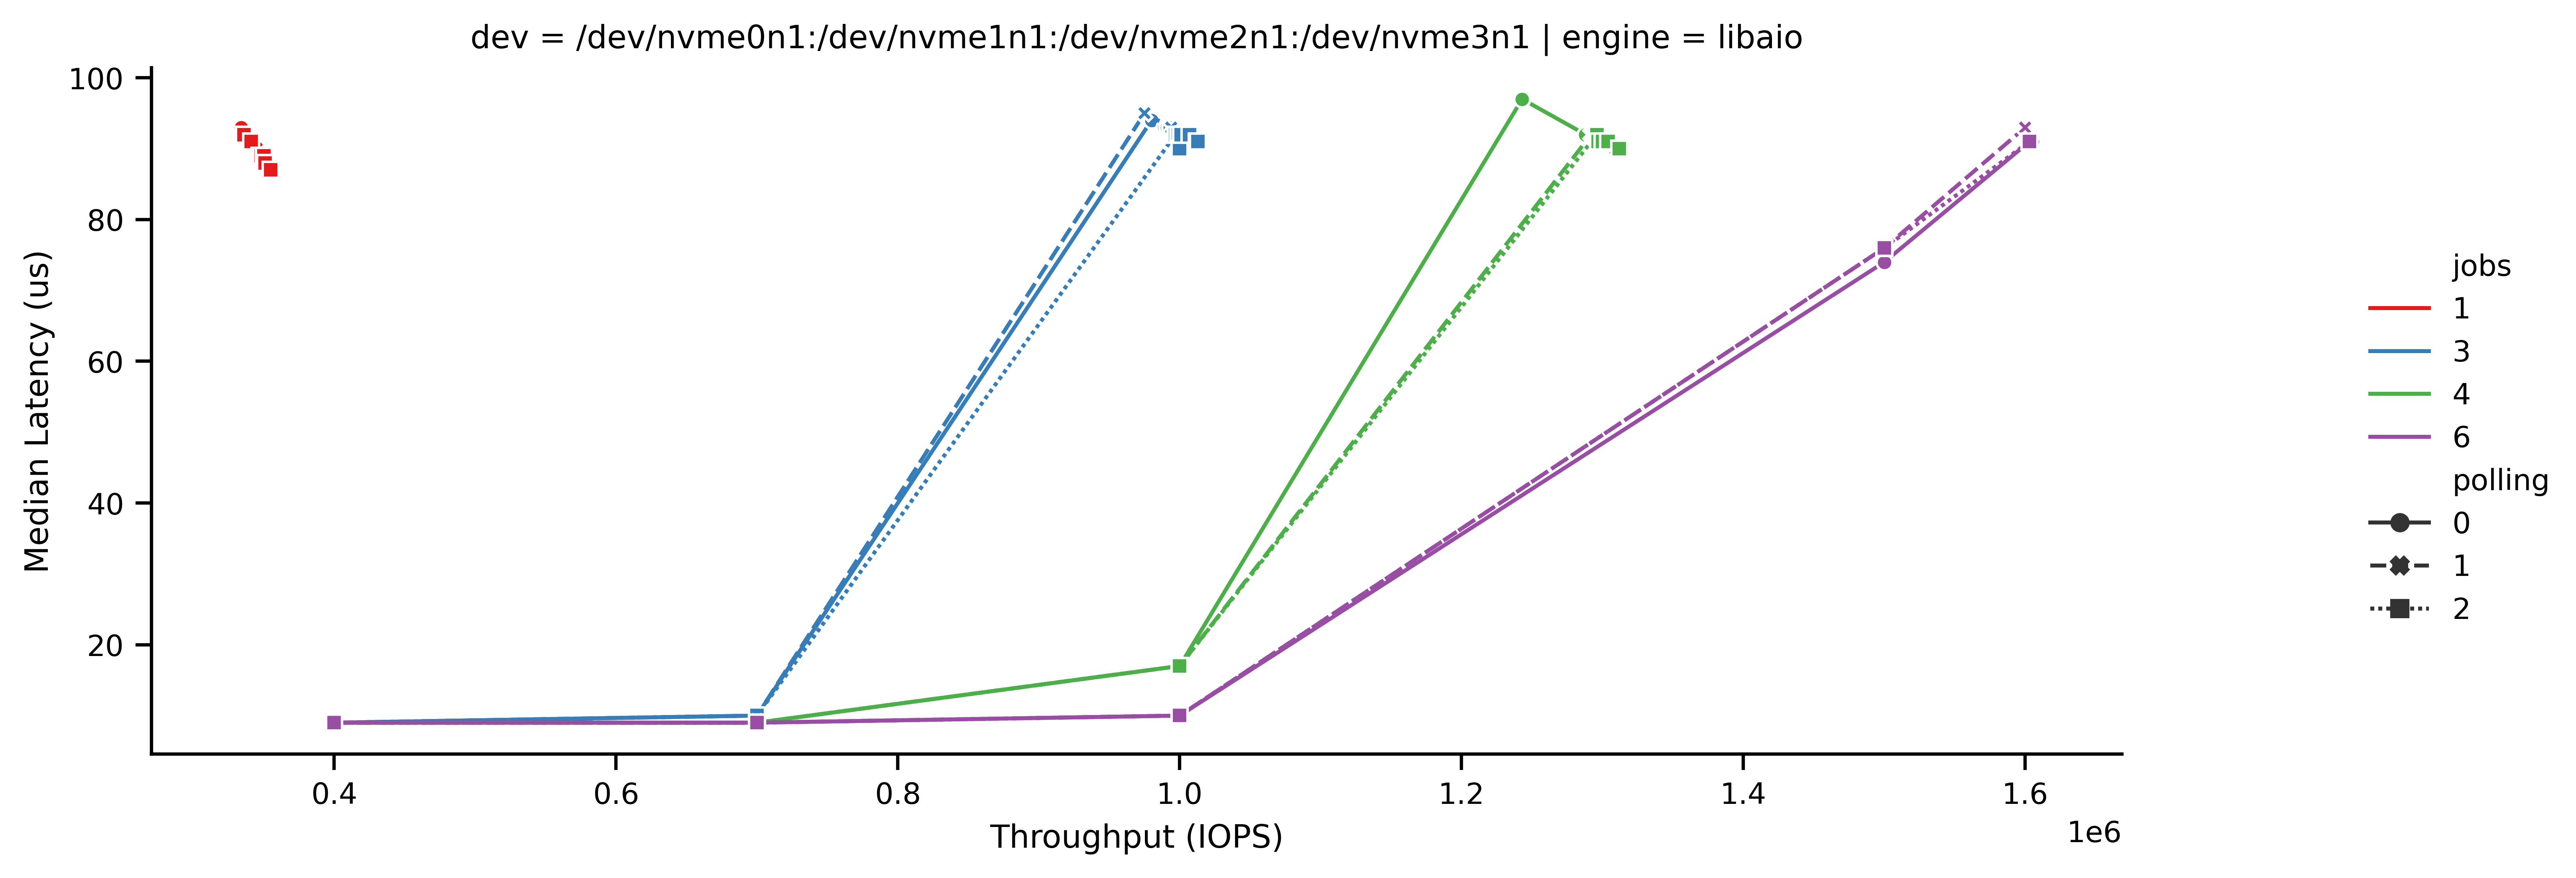 dev = /dev/nvme0n1:/dev/nvme1n1:/dev/nvme2n1:/dev/nvme3n1 | engine = libaio
Median Latency (us)
100
80
60
40
20
0.4 0.6 0.8 1.0 1.2 1.4 1.6
1e6
Throughput (IOPS)
jobs
1
3
4
6
polling
0
1
2